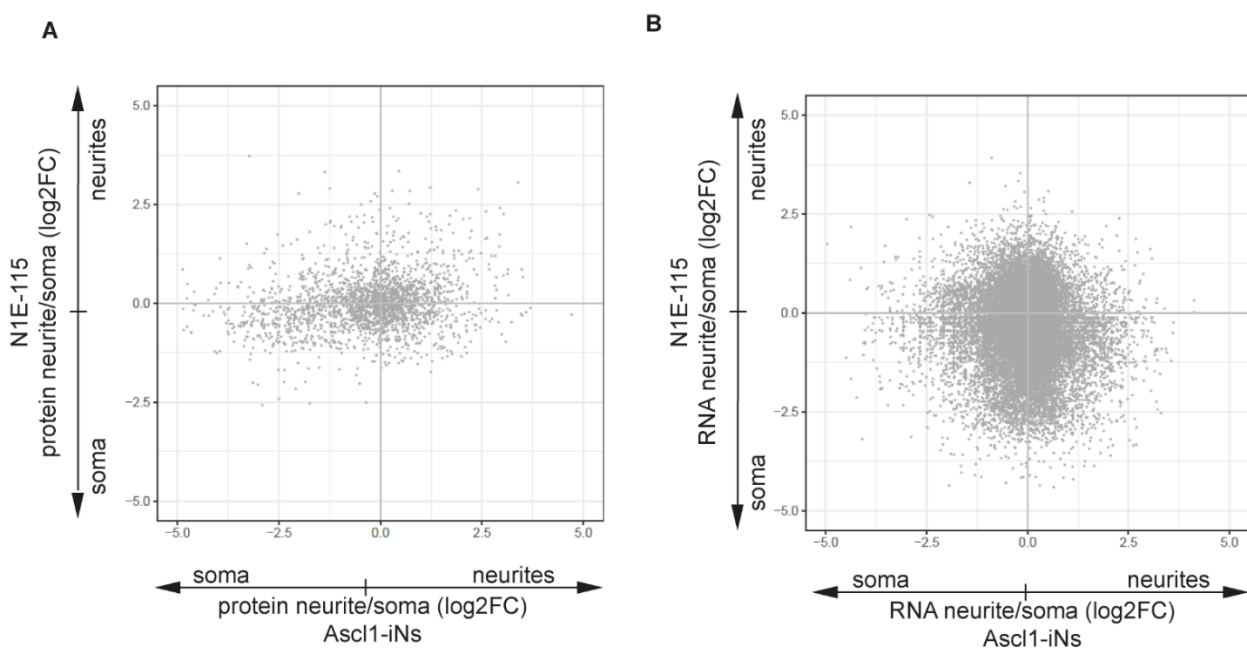 A
N1E-115
protein neurite/soma (log2FC)
neurites
soma
5.0
2.5
0.0
−2.5
−5.0
−5.0 −2.5 0.0 2.5 5.0
soma neurites
protein neurite/soma (log2FC)
Ascl1-iNs
B
N1E-115
RNA neurite/soma (log2FC)
neurites
soma
5.0
2.5
0.0
−2.5
−5.0
−5.0 −2.5 0.0 2.5 5.0
soma neurites
RNA neurite/soma (log2FC)
Ascl1-iNs